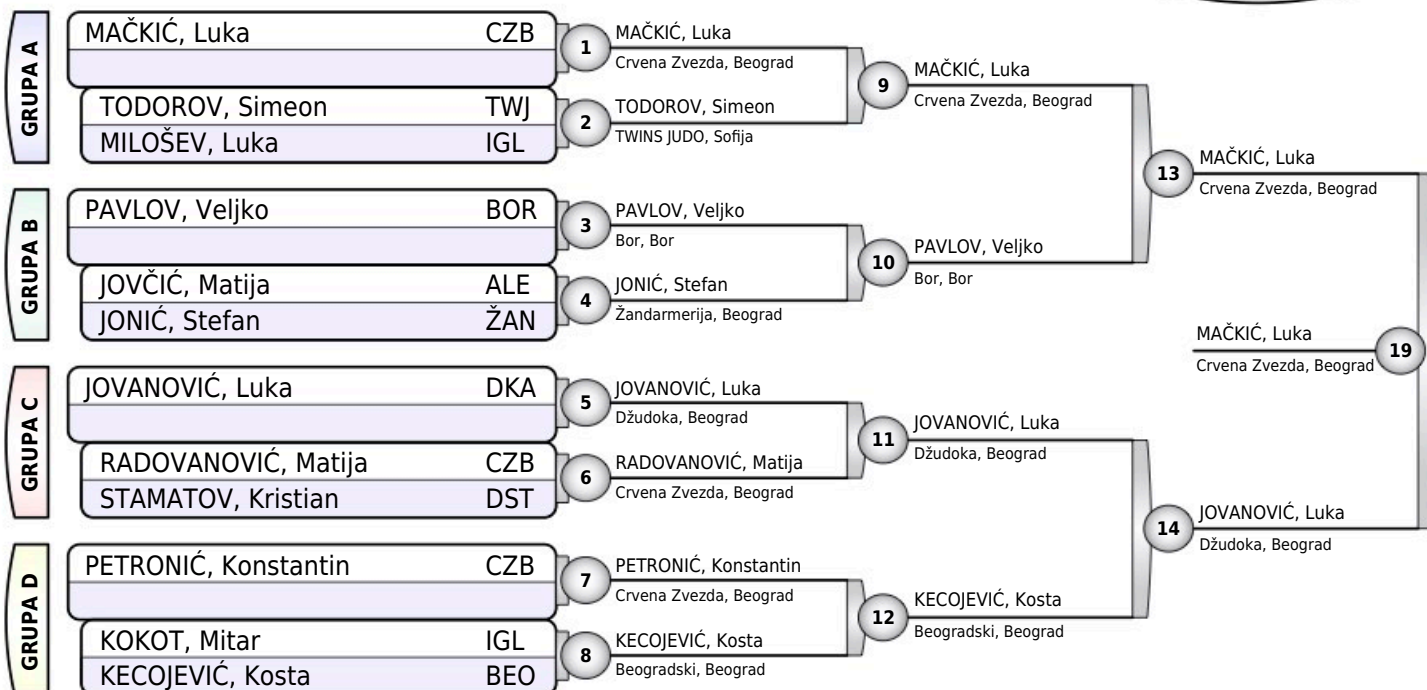 GRUPA A
MAČKIĆ, Luka CZB
TODOROV, Simeon TWJ
MILOŠEV, Luka IGL
1
MAČKIĆ, Luka
Crvena Zvezda, Beograd
2
TODOROV, Simeon
TWINS JUDO, Sofija
9
MAČKIĆ, Luka
Crvena Zvezda, Beograd
GRUPA B
PAVLOV, Veljko BOR
JOVČIĆ, Matija ALE
JONIĆ, Stefan ŽAN
3
PAVLOV, Veljko
Bor, Bor
4
JONIĆ, Stefan
Žandarmerija, Beograd
10
PAVLOV, Veljko
Bor, Bor
13
MAČKIĆ, Luka
Crvena Zvezda, Beograd
GRUPA C
JOVANOVIĆ, Luka DKA
RADOVANOVIĆ, Matija CZB
STAMATOV, Kristian DST
5
JOVANOVIĆ, Luka
Džudoka, Beograd
6
RADOVANOVIĆ, Matija
Crvena Zvezda, Beograd
11
JOVANOVIĆ, Luka
Džudoka, Beograd
GRUPA D
PETRONIĆ, Konstantin CZB
KOKOT, Mitar IGL
KECOJEVIĆ, Kosta BEO
7
PETRONIĆ, Konstantin
Crvena Zvezda, Beograd
8
KECOJEVIĆ, Kosta
Beogradski, Beograd
12
KECOJEVIĆ, Kosta
Beogradski, Beograd
14
JOVANOVIĆ, Luka
Džudoka, Beograd
MAČKIĆ, Luka
Crvena Zvezda, Beograd
19